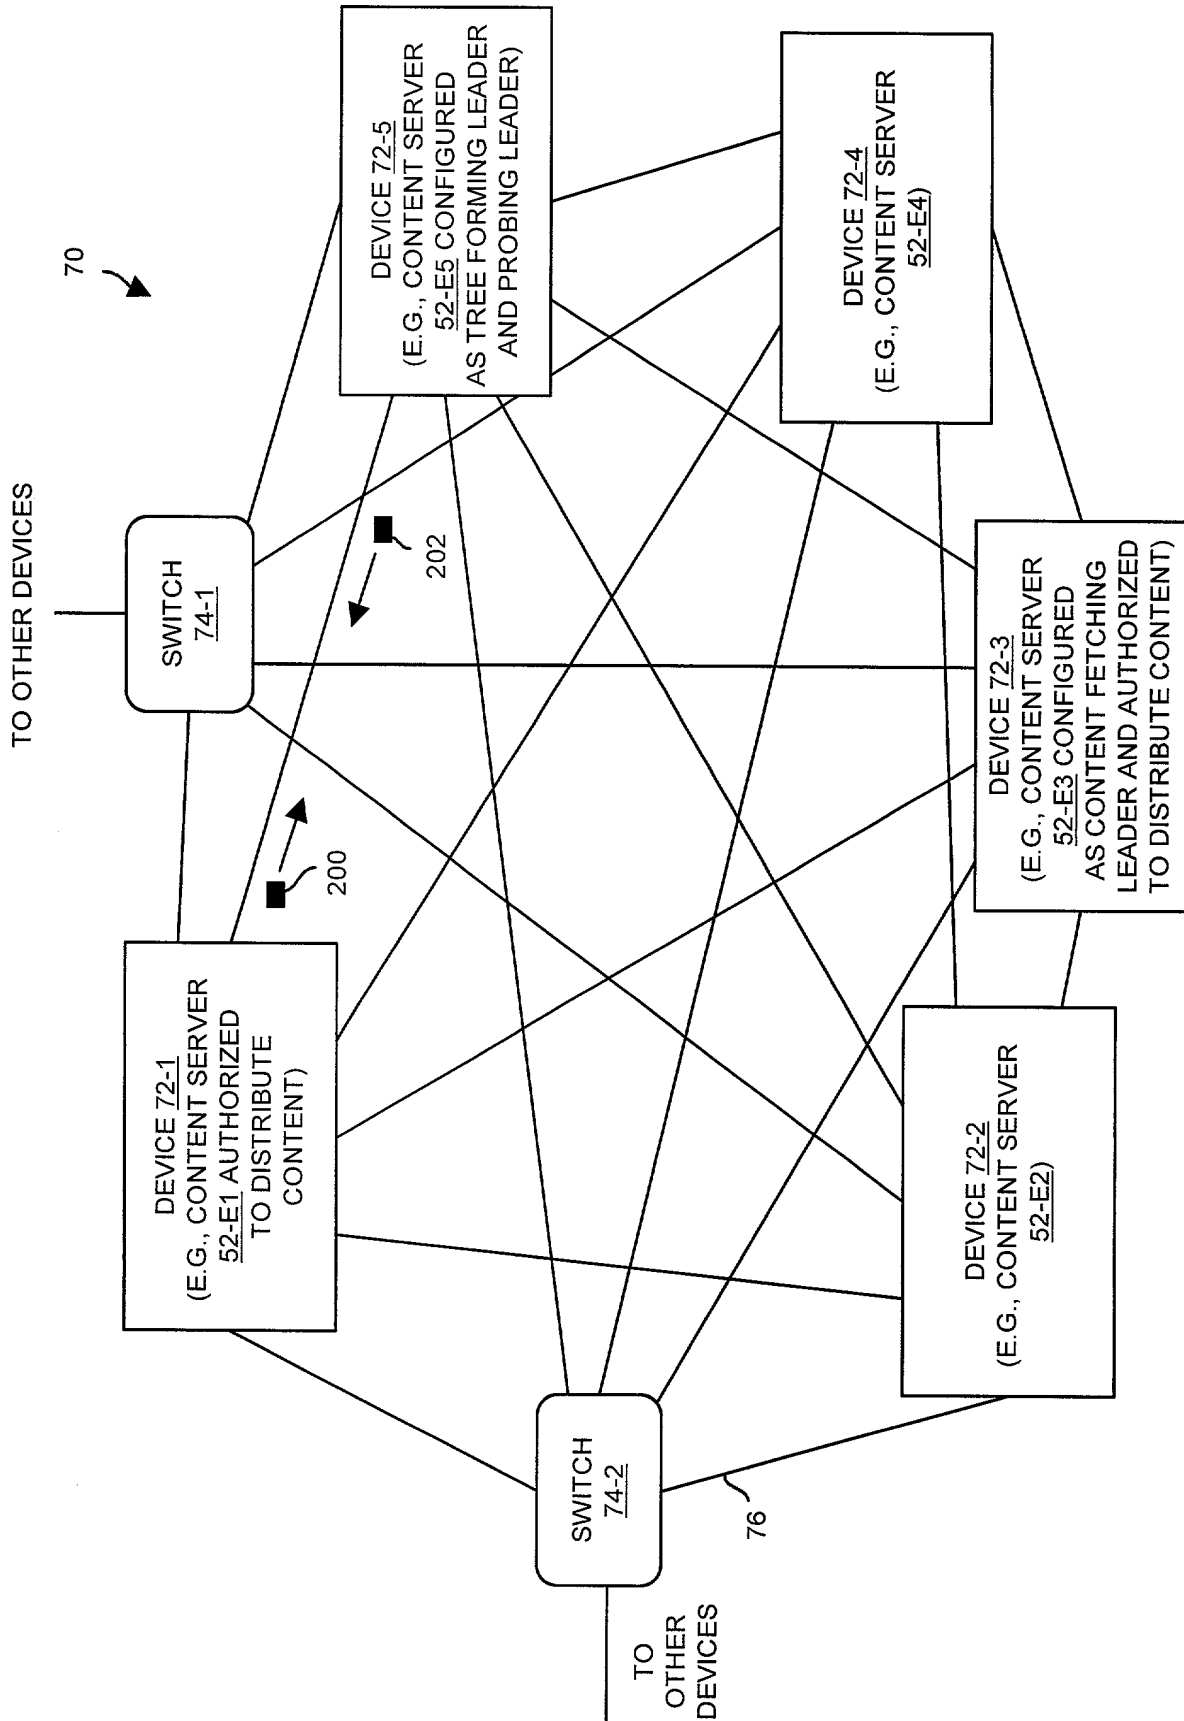 70
TO OTHER DEVICES
SWITCH
74-1
DEVICE 72-1
(E.G., CONTENT SERVER
52-E1 AUTHORIZED
TO DISTRIBUTE
CONTENT)
DEVICE 72-5
(E.G., CONTENT SERVER
52-E5 CONFIGURED
AS TREE FORMING LEADER
AND PROBING LEADER)
200
202
SWITCH
74-2
TO
OTHER
DEVICES
76
DEVICE 72-4
(E.G., CONTENT SERVER
52-E4)
DEVICE 72-2
(E.G., CONTENT SERVER
52-E2)
DEVICE 72-3
(E.G., CONTENT SERVER
52-E3 CONFIGURED
AS CONTENT FETCHING
LEADER AND AUTHORIZED
TO DISTRIBUTE CONTENT)